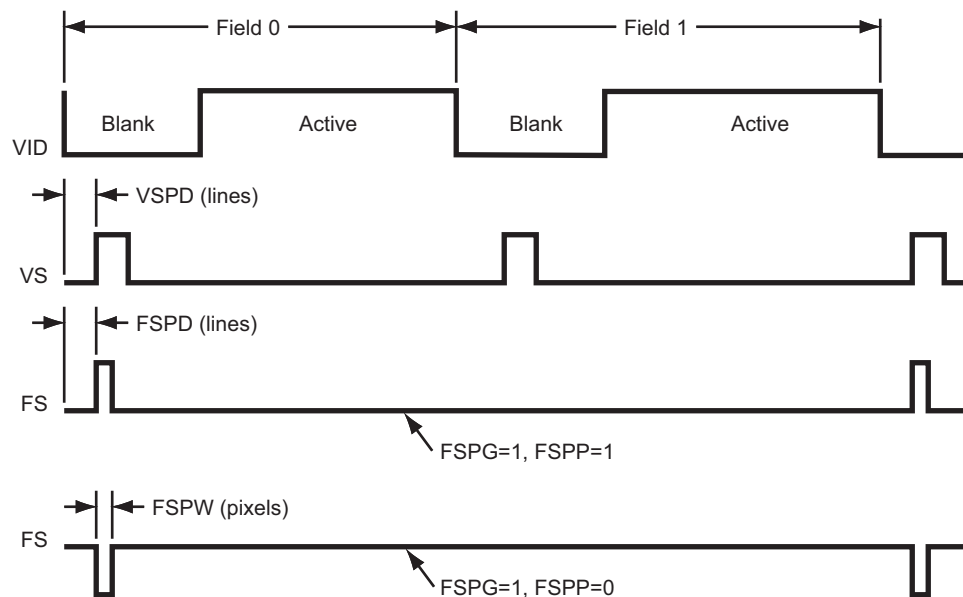 Field 0 Field 1
Blank Active Blank Active
VID
VSPD (lines)
VS
FSPD (lines)
FS
FSPG=1, FSPP=1
FSPW (pixels)
FS
FSPG=1, FSPP=0